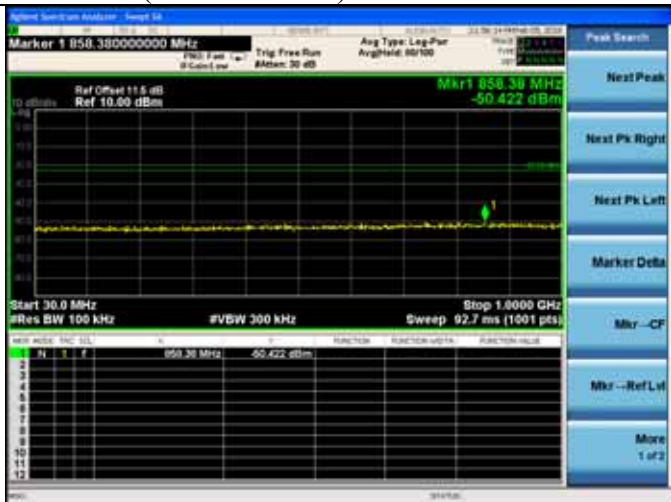 Agilent Spectrum Analyzer - Swept SA
Marker 1 858.380000000 MHz
PNO: Fast
IFGain:Low
Trig: Free Run
#Atten: 30 dB
Avg Type: Log-Pwr
Avg|Hold: 60/100
Peak Search
Ref Offset 11.5 dB
Ref 10.00 dBm
10 dB/div
Mkr1 858.38 MHz
-50.422 dBm
Next Peak
Next Pk Right
Next Pk Left
Marker Delta
Mkr→CF
Mkr→Ref Lvl
More
1 of 2
1
Start 30.0 MHz
Stop 1.0000 GHz
#Res BW 100 kHz
#VBW 300 kHz
Sweep 92.7 ms (1001 pts)
MKR MODE TRC SCL X Y FUNCTION FUNCTION WIDTH FUNCTION VALUE
1 N 1 f 858.38 MHz -50.422 dBm
2
3
4
5
6
7
8
9
10
11
12
MSG
STATUS